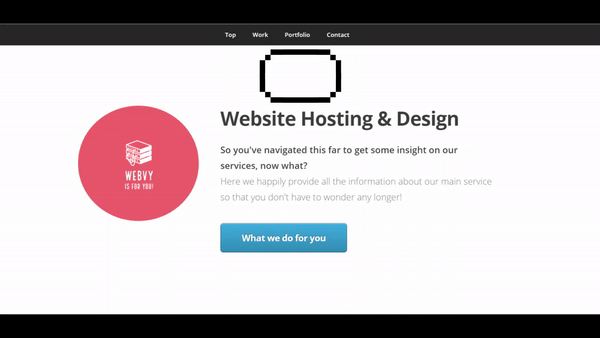 Top Work Portfolio Contact
Website Hosting & Design
So you've navigated this far to get some insight on our
services, now what?
Here we happily provide all the information about our main service
so that you don't have to wonder any longer!
WEBVY
IS FOR YOU!
What we do for you